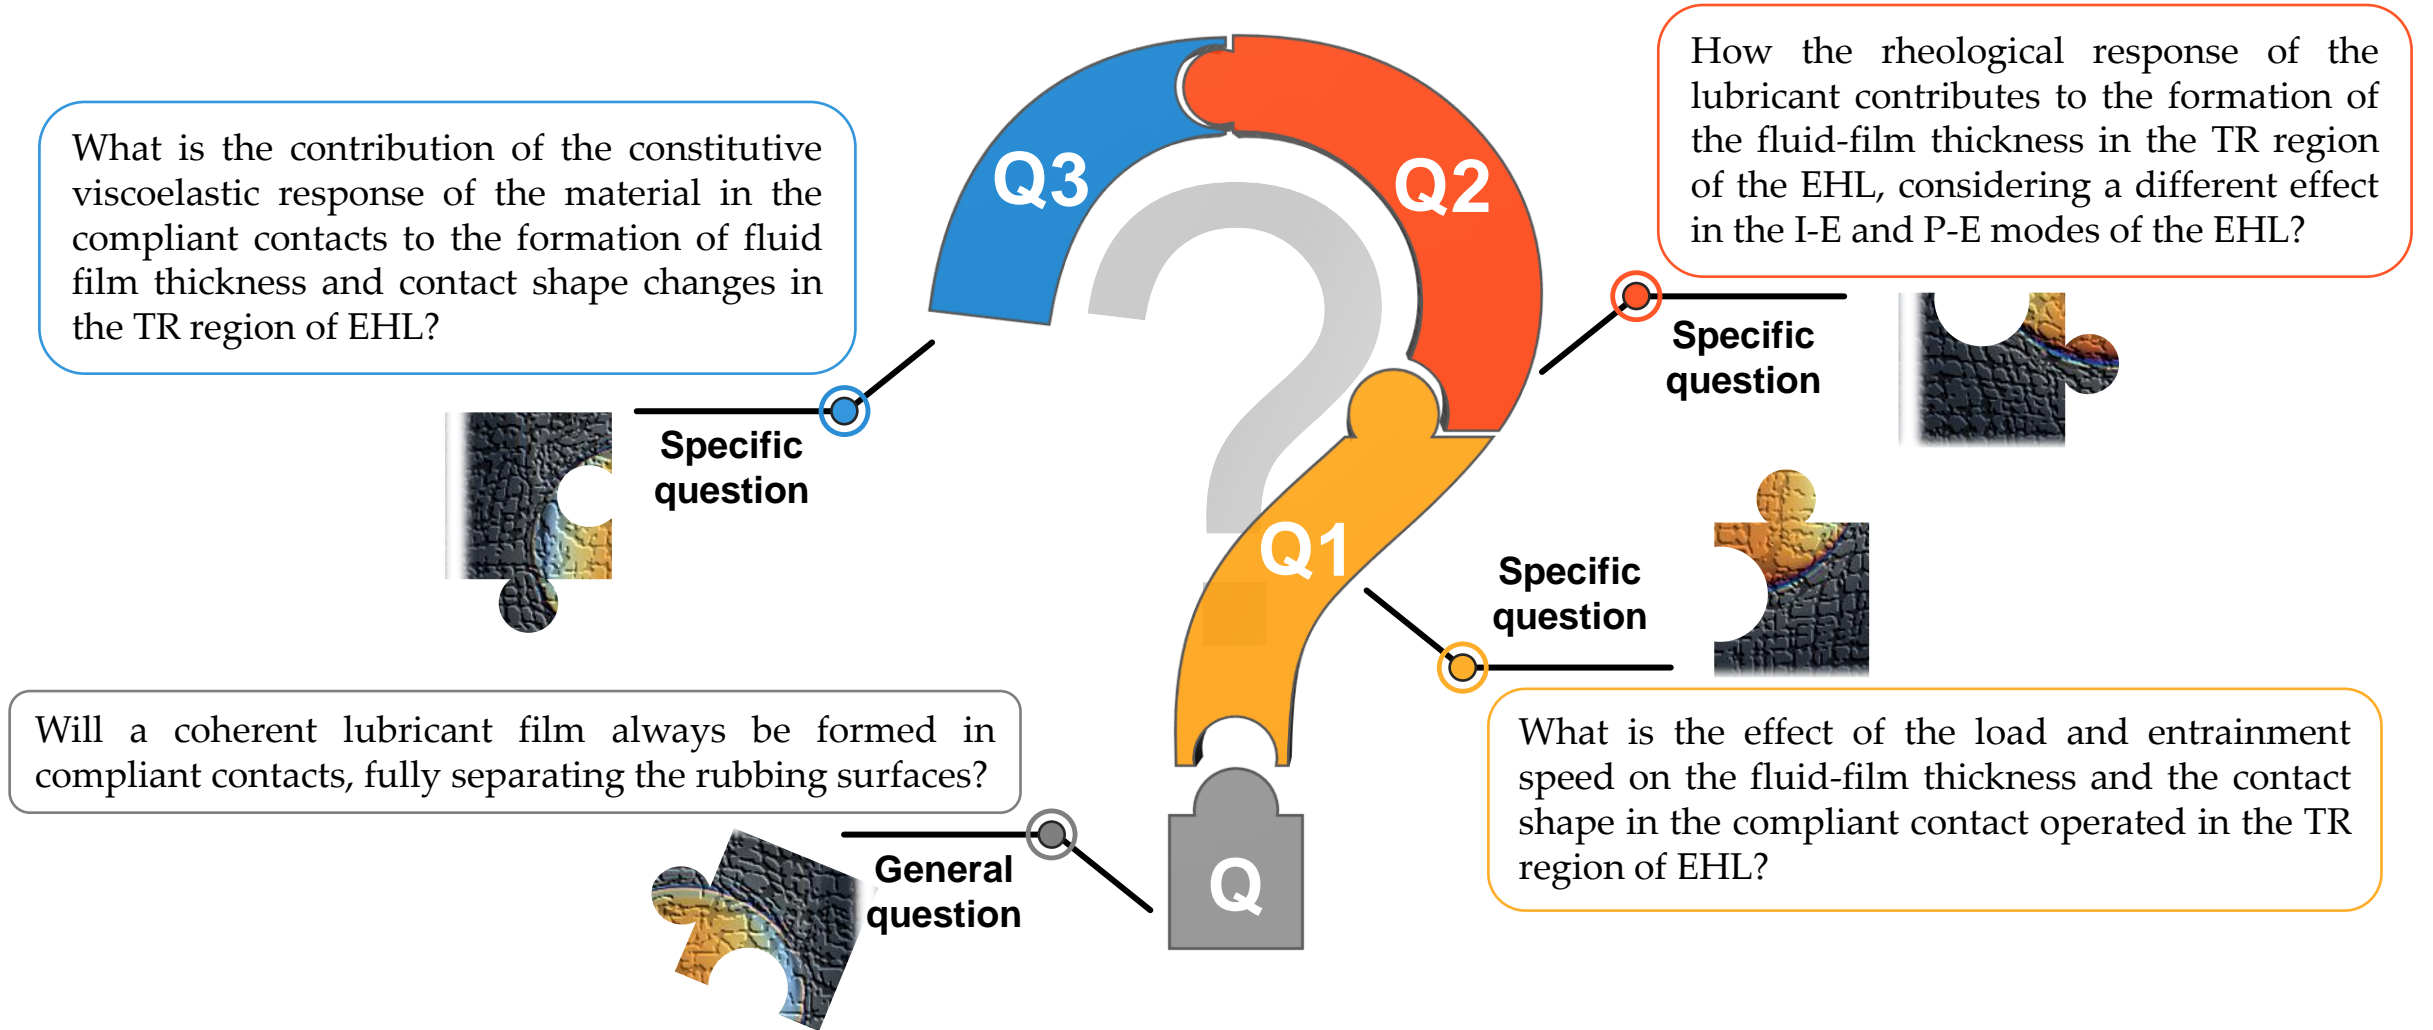 What is the contribution of the constitutive
viscoelastic response of the material in the
compliant contacts to the formation of fluid
film thickness and contact shape changes in
the TR region of EHL?
Specific
question
Q3
Q2
How the rheological response of the
lubricant contributes to the formation of
the fluid-film thickness in the TR region
of the EHL, considering a different effect
in the I-E and P-E modes of the EHL?
Specific
question
Q1
Specific
question
What is the effect of the load and entrainment
speed on the fluid-film thickness and the contact
shape in the compliant contact operated in the TR
region of EHL?
Will a coherent lubricant film always be formed in
compliant contacts, fully separating the rubbing surfaces?
General
question
Q